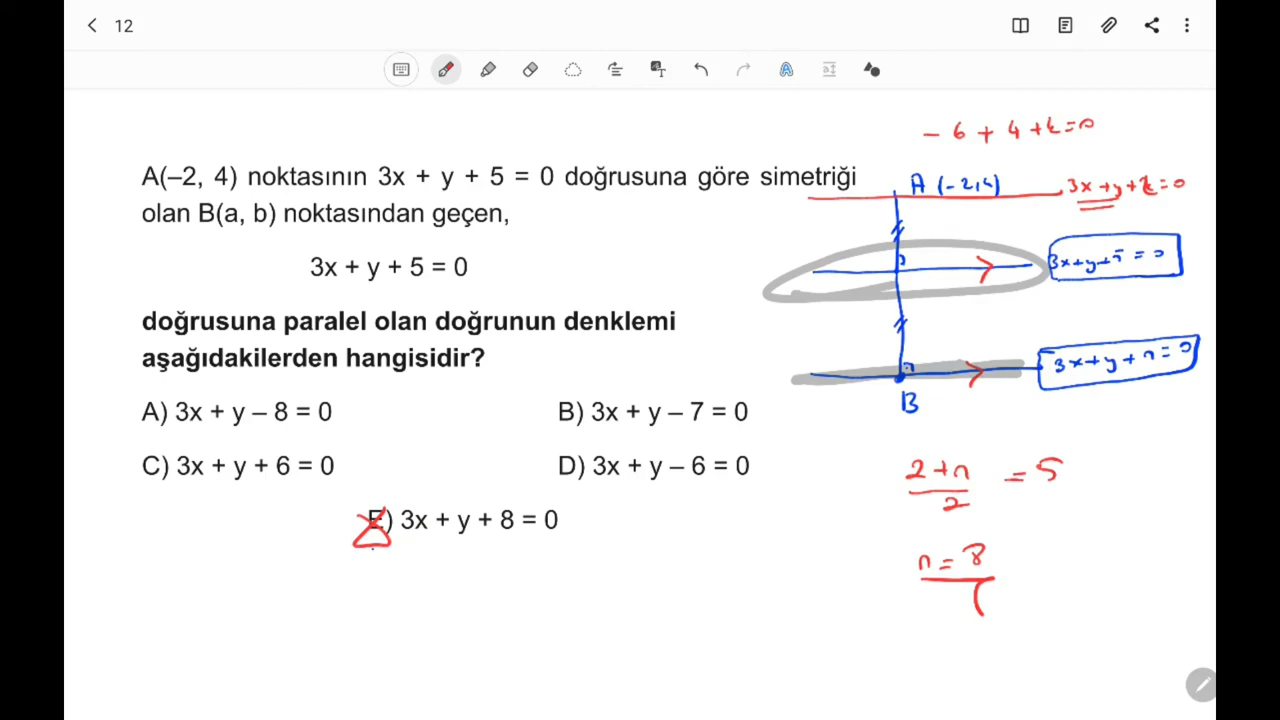 12
A(–2, 4) noktasının 3x + y + 5 = 0 doğrusuna göre simetriği
olan B(a, b) noktasından geçen,
3x + y + 5 = 0
doğrusuna paralel olan doğrunun denklemi
aşağıdakilerden hangisidir?
A) 3x + y – 8 = 0
B) 3x + y – 7 = 0
C) 3x + y + 6 = 0
D) 3x + y – 6 = 0
E) 3x + y + 8 = 0
- 6 + 4 + k = 0
A (-2,4)
3x + y + k = 0
3x+y+5 = 0
3x + y + n = 0
B
2+n
= 5
2
n = 8